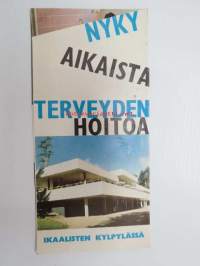 NYKY
AIKAISTA
TERVEYDEN
HOITOA
IKAALISTEN KYLPYLÄSSÄ